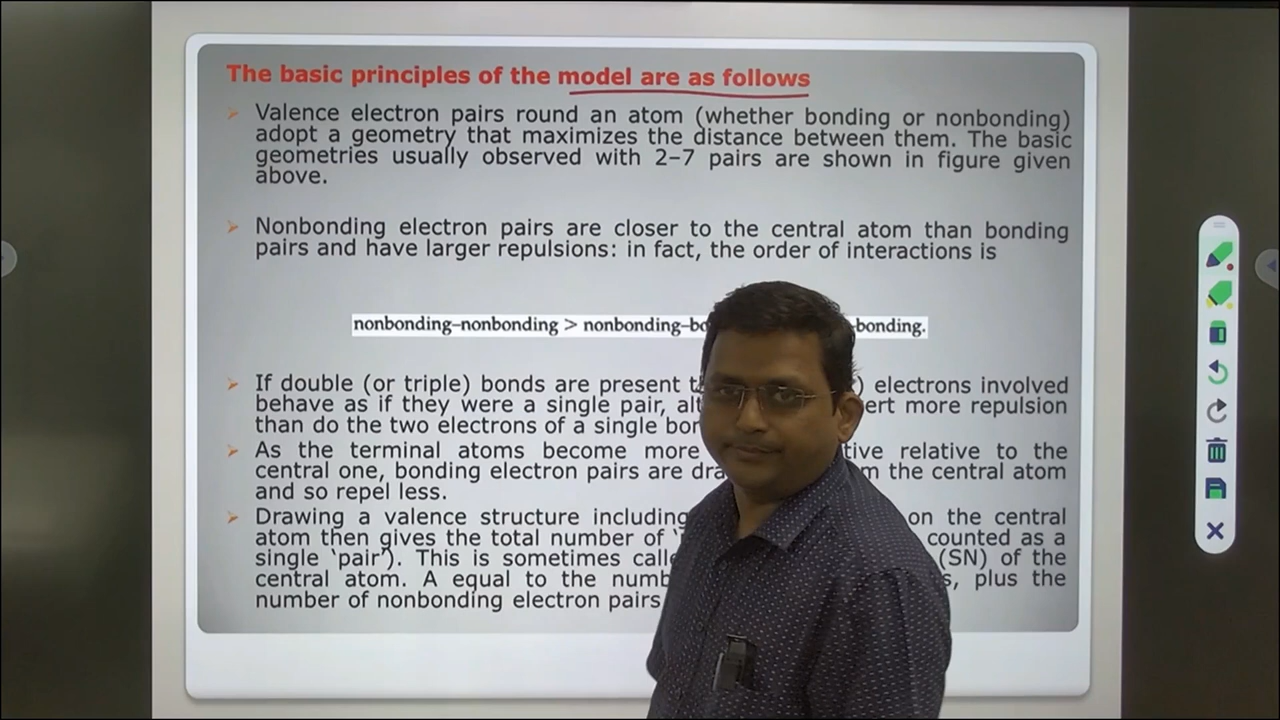 The basic principles of the model are as follows
Valence electron pairs round an atom (whether bonding or nonbonding)
adopt a geometry that maximizes the distance between them. The basic
geometries usually observed with 2–7 pairs are shown in figure given
above.
Nonbonding electron pairs are closer to the central atom than bonding
pairs and have larger repulsions: in fact, the order of interactions is
nonbonding–nonbonding > nonbonding– bonding.
If double (or triple) bonds are present electrons involved
behave as if they were a single pair, more repulsion
than do the two electrons of a single
As the terminal atoms become more relative to the
central one, bonding electron pairs are the central atom
and so repel less.
Drawing a valence structure including on the central
atom then gives the total number of counted as a
single ‘pair’). This is sometimes (SN) of the
central atom. A equal to the plus the
number of nonbonding electron pairs